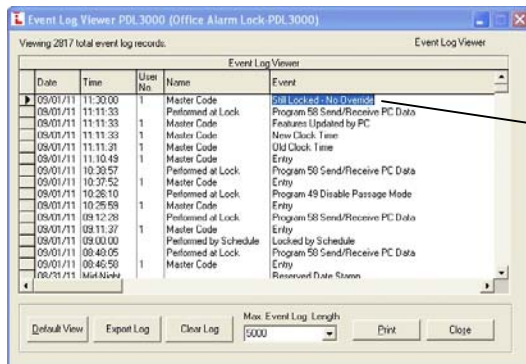 Event Log Viewer PDL3000 (Office Alarm Lock-PDL3000)
Viewing 2817 total event log records. Event Log Viewer
Event Log Viewer
Date Time User No. Name Event
09/01/11 11:30:00 1 Master Code Still Locked - No Override
09/01/11 11:11:33 Performed at Lock Program 58 Send/Receive PC Data
09/01/11 11:11:33 1 Master Code Features Updated by PC
09/01/11 11:11:33 1 Master Code New Clock Time
09/01/11 11:11:31 1 Master Code Old Clock Time
09/01/11 11:10:49 1 Master Code Entry
09/01/11 10:38:57 Performed at Lock Program 58 Send/Receive PC Data
09/01/11 10:37:52 1 Master Code Entry
09/01/11 10:26:10 Performed at Lock Program 49 Disable Passage Mode
09/01/11 10:25:59 1 Master Code Entry
09/01/11 09:12:28 Performed at Lock Program 58 Send/Receive PC Data
09/01/11 09:11:37 1 Master Code Entry
09/01/11 09:00:00 Performed by Schedule Locked by Schedule
09/01/11 08:48:05 Performed at Lock Program 58 Send/Receive PC Data
09/01/11 08:46:58 1 Master Code Entry
08/31/11 Mid-Night Reserved Date Stamp
Max. Event Log Length
Default View Export Log Clear Log 5000 Print Close